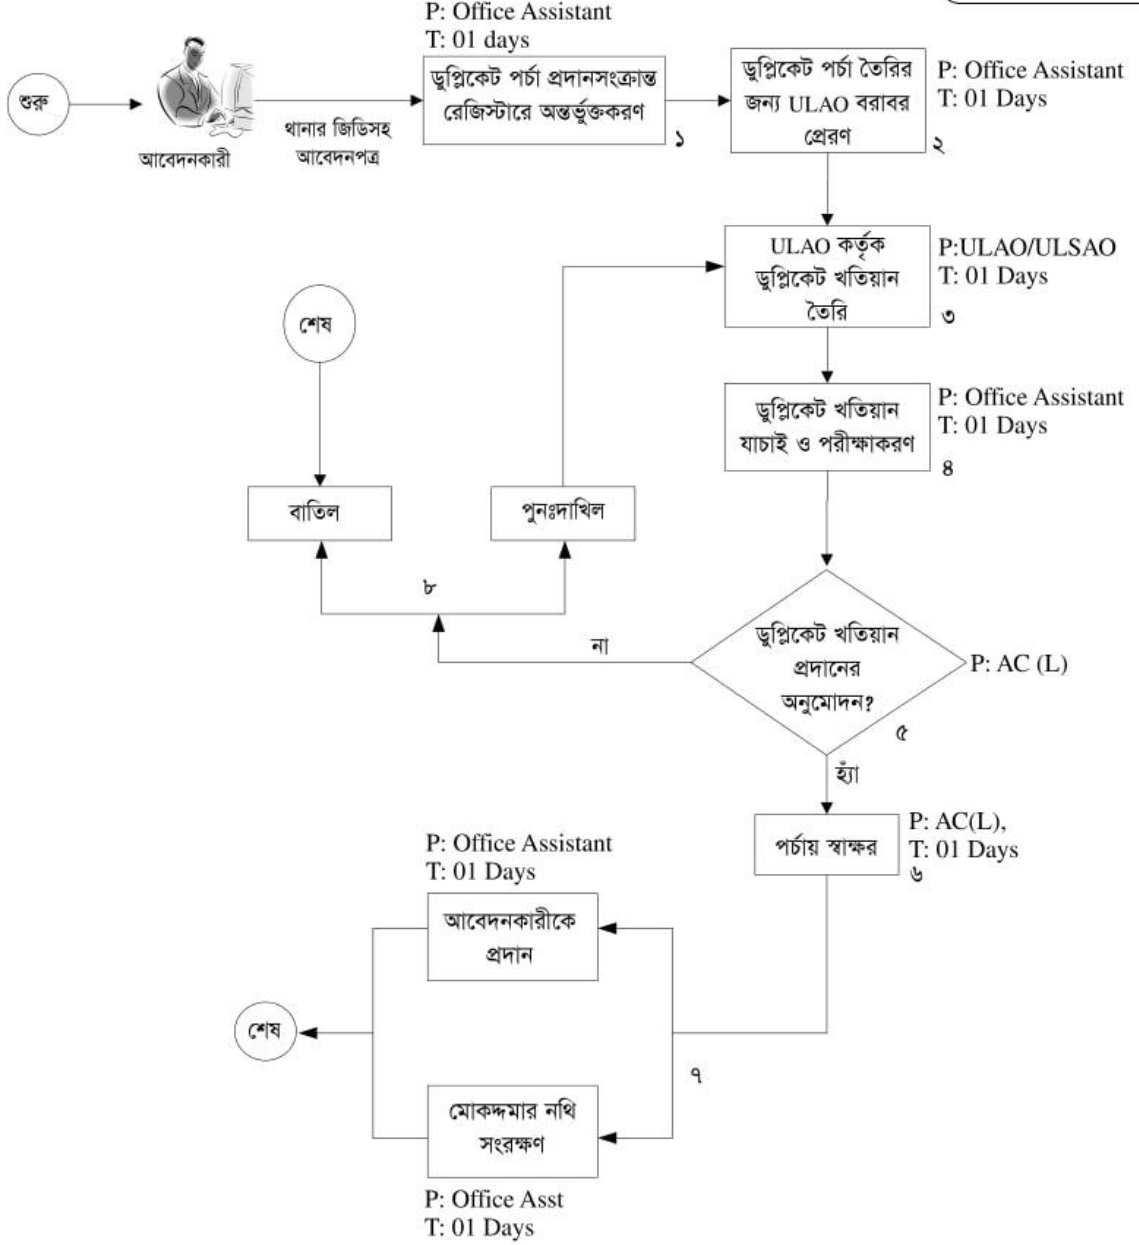 P: Office Assistant
T: 01 days
শুরু
আবেদনকারী
থানার জিডিসহ
আবেদনপত্র
ডুপ্লিকেট পর্চা প্রদানসংক্রান্ত
রেজিস্টারে অন্তর্ভুক্তকরণ
১
ডুপ্লিকেট পর্চা তৈরির
জন্য ULAO বরাবর
প্রেরণ
২
P: Office Assistant
T: 01 Days
ULAO কর্তৃক
ডুপ্লিকেট খতিয়ান
তৈরি
৩
P:ULAO/ULSAO
T: 01 Days
শেষ
ডুপ্লিকেট খতিয়ান
যাচাই ও পরীক্ষাকরণ
৪
P: Office Assistant
T: 01 Days
বাতিল
পুনঃদাখিল
৮
না
ডুপ্লিকেট খতিয়ান
প্রদানের
অনুমোদন?
৫
P: AC (L)
হ্যাঁ
পর্চায় স্বাক্ষর
P: AC(L),
T: 01 Days
৬
P: Office Assistant
T: 01 Days
আবেদনকারীকে
প্রদান
শেষ
৭
মোকদ্দমার নথি
সংরক্ষণ
P: Office Asst
T: 01 Days